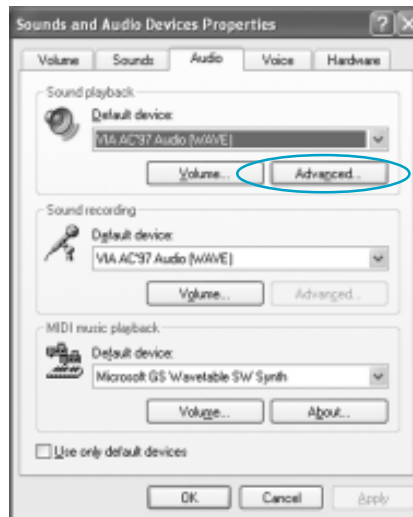 Sounds and Audio Devices Properties
Volume Sounds Audio Voice Hardware
Sound playback
Default device:
VIA AC'97 Audio (WAVE)
Volume... Advanced...
Sound recording
Default device:
VIA AC'97 Audio (WAVE)
Volume... Advanced...
MIDI music playback
Default device:
Microsoft GS Wavetable SW Synth
Volume... About...
Use only default devices
OK Cancel Apply